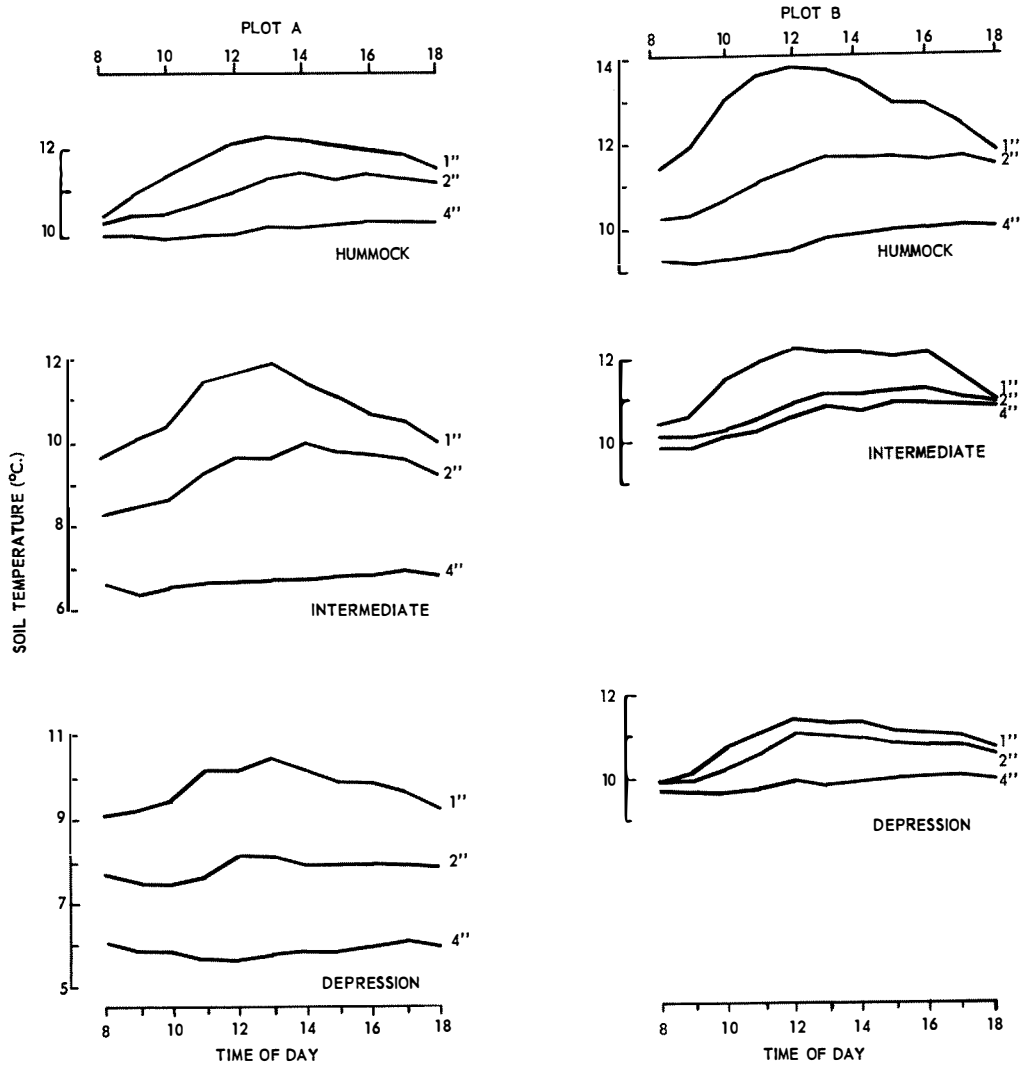 PLOT A
8 10 12 14 16 18
12
10
1"
2"
4"
HUMMOCK
12
10
8
6
1"
2"
4"
INTERMEDIATE
11
9
7
5
1"
2"
4"
DEPRESSION
8 10 12 14 16 18
TIME OF DAY
SOIL TEMPERATURE (°C.)
PLOT B
8 10 12 14 16 18
14
12
10
1"
2"
4"
HUMMOCK
12
10
1"
2"
4"
INTERMEDIATE
12
10
1"
2"
4"
DEPRESSION
8 10 12 14 16 18
TIME OF DAY